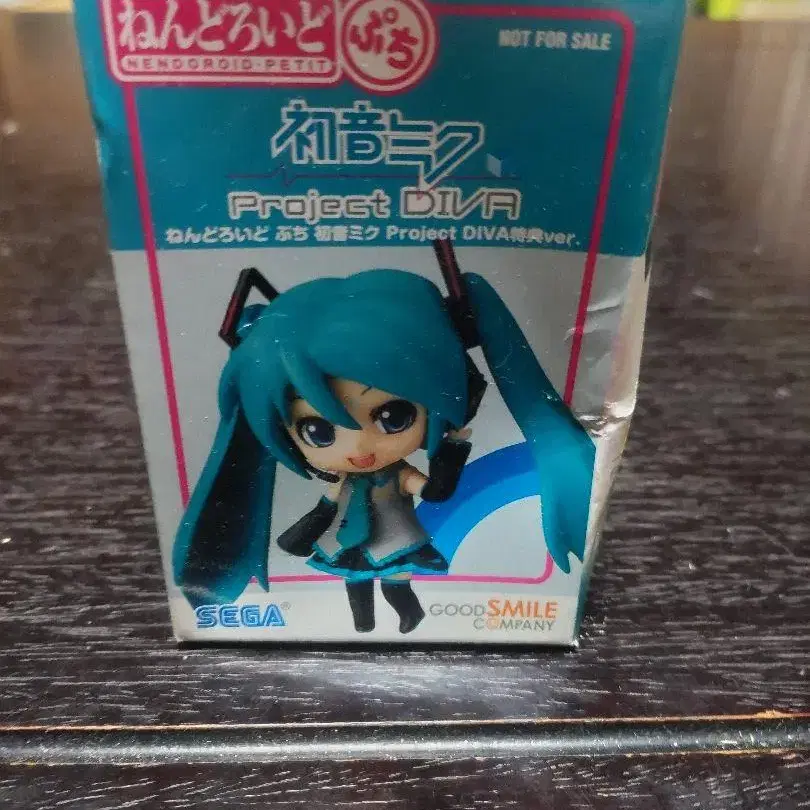 ねんどろいど ぷち
NENDOROID・PETIT
NOT FOR SALE
初音ミク
Project DIVA
ねんどろいど ぷち 初音ミク Project DIVA特典ver.
SEGA®
GOOD SMILE
COMPANY